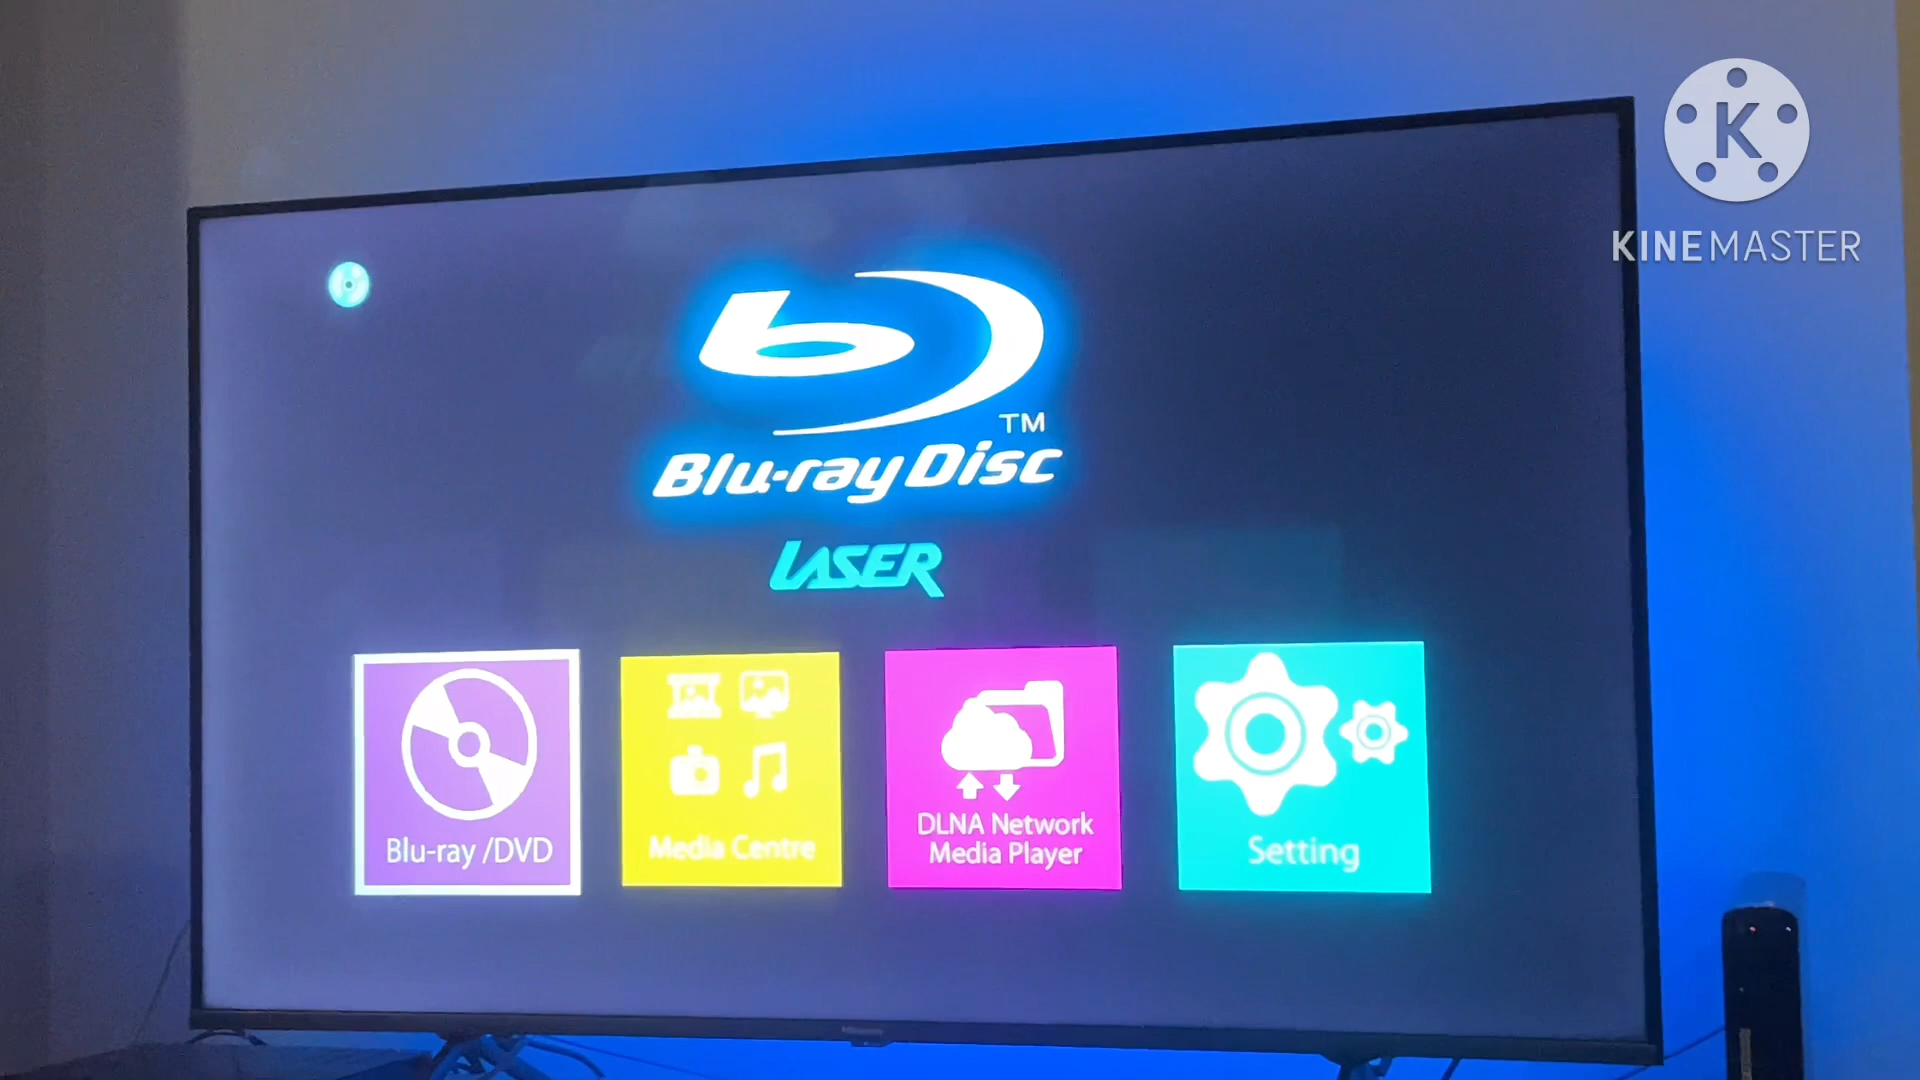 K
KINEMASTER
TM
Blu-ray Disc
LASER
Blu-ray /DVD
Media Centre
DLNA Network
Media Player
Setting